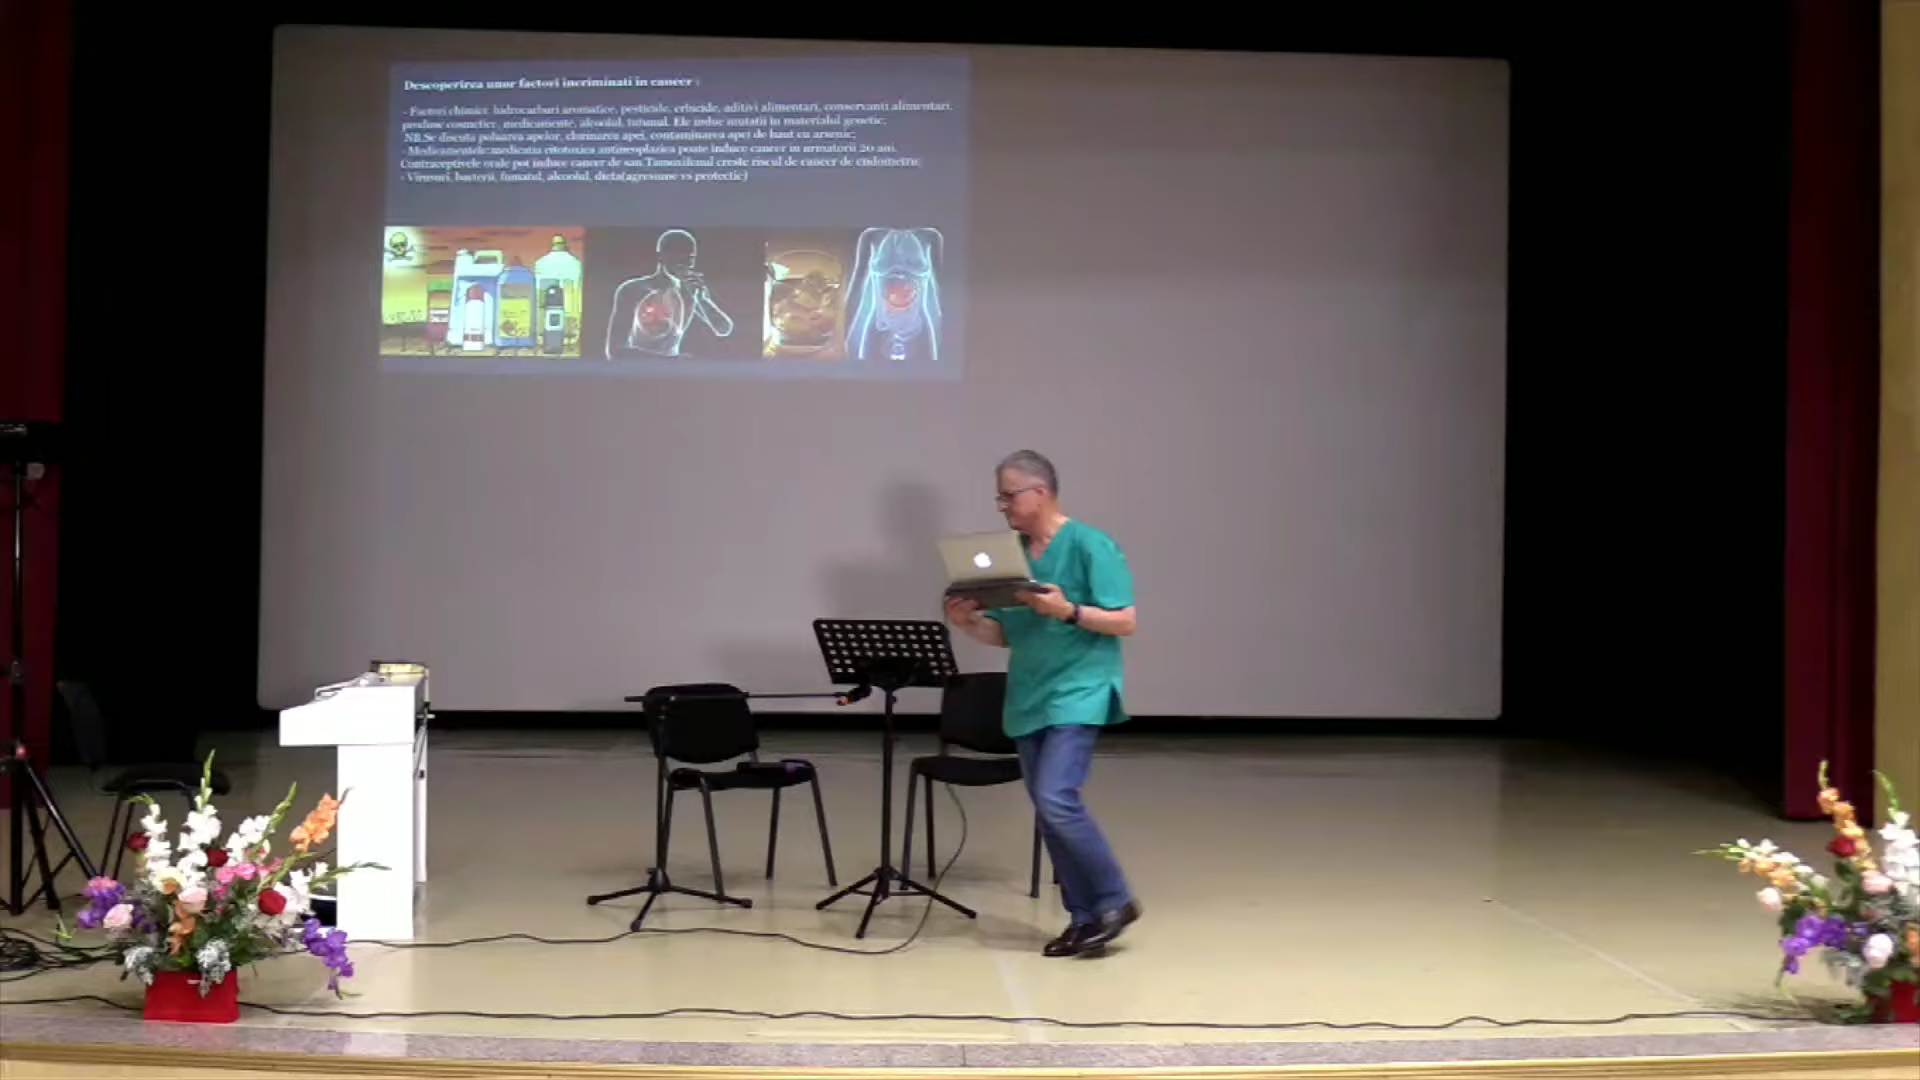 Descoperirea unor factori incriminati in cancer :
- Factori chimici: hidrocarburi aromatice, pesticide, erbicide, aditivi alimentari, conservanti alimentari,
produse cosmetice, medicamente, alcoolul, tutunul. Ele induc mutatii in materialul genetic;
NB.Se discuta poluarea apelor, clorinarea apei, contaminarea apei de baut cu arsenic;
- Medicamentele:medicatia citotoxica antineoplazica poate induce cancer in urmatorii 20 ani.
Contraceptivele orale pot induce cancer de san.Tamoxifenul creste riscul de cancer de endometru;
- Virusuri, bacterii, fumatul, alcoolul, dieta(agresiune vs protectie)